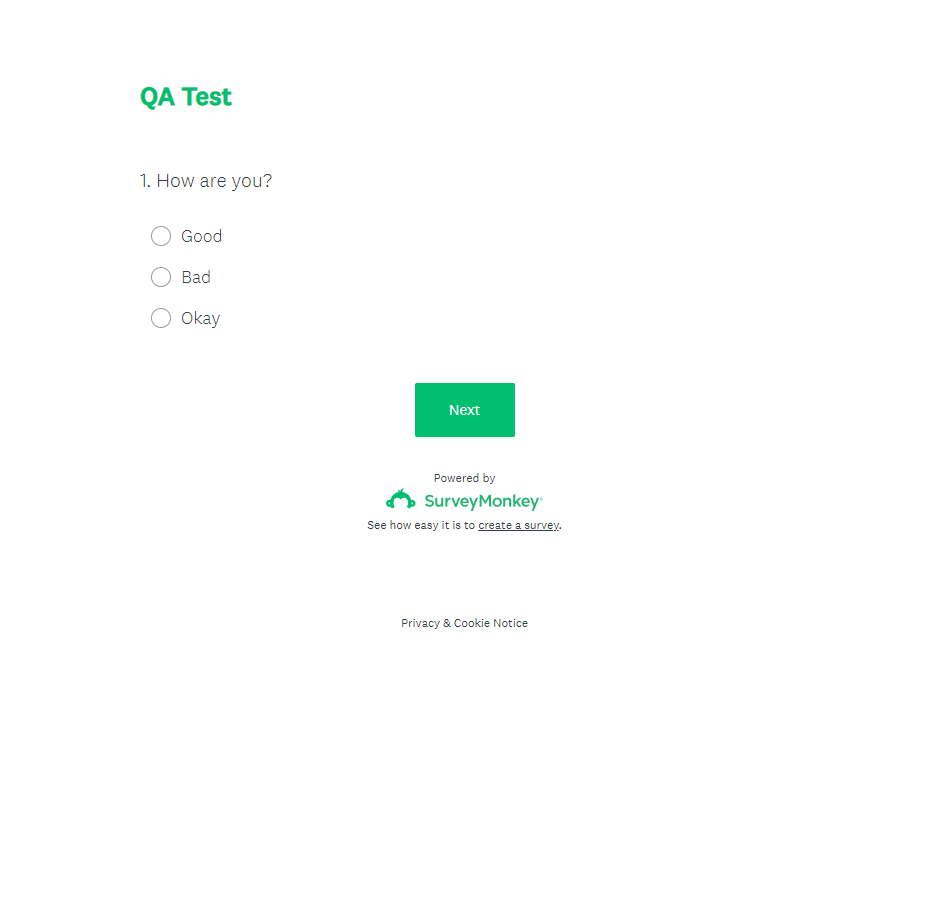 QA Test
1. How are you?
Good
Bad
Okay
Next
Powered by
SurveyMonkey
See how easy it is to create a survey.
Privacy & Cookie Notice